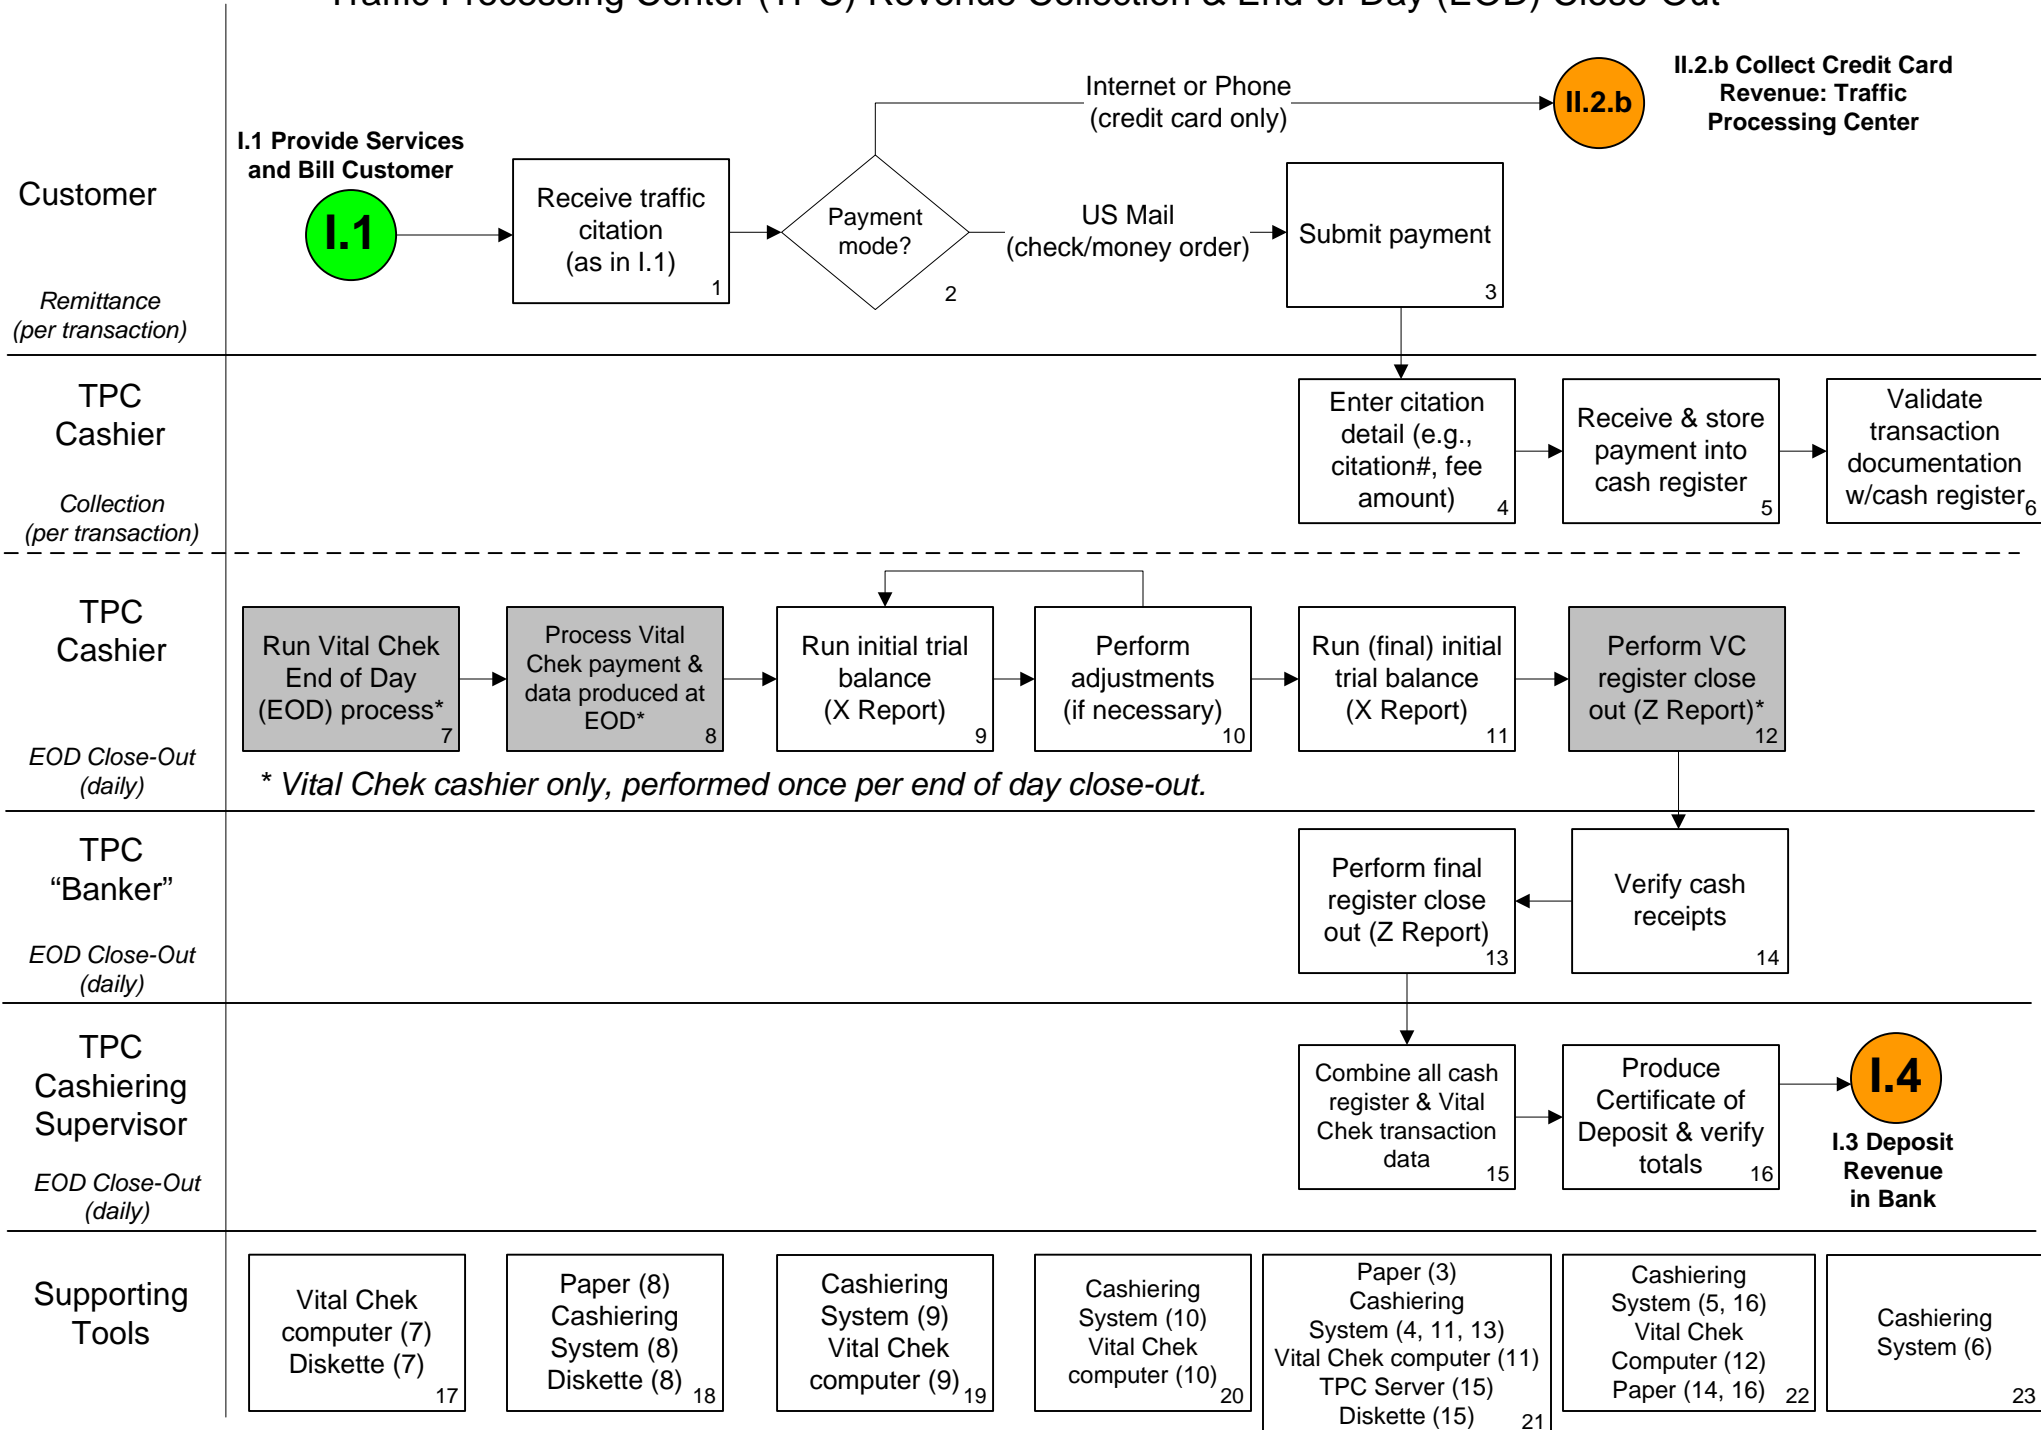 Traffic Processing Center (TPC) Revenue Collection & End of Day (EOD) Close-Out
Customer
Remittance
(per transaction)
I.1 Provide Services
and Bill Customer
I.1
Receive traffic
citation
(as in I.1)
1
Payment
mode?
2
Internet or Phone
(credit card only)
II.2.b
II.2.b Collect Credit Card
Revenue: Traffic
Processing Center
US Mail
(check/money order)
Submit payment
3
TPC
Cashier
Collection
(per transaction)
Enter citation
detail (e.g.,
citation#, fee
amount)
4
Receive & store
payment into
cash register
5
Validate
transaction
documentation
w/cash register
6
TPC
Cashier
EOD Close-Out
(daily)
Run Vital Chek
End of Day
(EOD) process*
7
Process Vital
Chek payment &
data produced at
EOD*
8
Run initial trial
balance
(X Report)
9
Perform
adjustments
(if necessary)
10
Run (final) initial
trial balance
(X Report)
11
Perform VC
register close
out (Z Report)*
12
* Vital Chek cashier only, performed once per end of day close-out.
TPC
“Banker”
EOD Close-Out
(daily)
Perform final
register close
out (Z Report)
13
Verify cash
receipts
14
TPC
Cashiering
Supervisor
EOD Close-Out
(daily)
Combine all cash
register & Vital
Chek transaction
data
15
Produce
Certificate of
Deposit & verify
totals
16
I.4
I.3 Deposit
Revenue
in Bank
Supporting
Tools
Vital Chek
computer (7)
Diskette (7)
17
Paper (8)
Cashiering
System (8)
Diskette (8)
18
Cashiering
System (9)
Vital Chek
computer (9)
19
Cashiering
System (10)
Vital Chek
computer (10)
20
Paper (3)
Cashiering
System (4, 11, 13)
Vital Chek computer (11)
TPC Server (15)
Diskette (15)
21
Cashiering
System (5, 16)
Vital Chek
Computer (12)
Paper (14, 16)
22
Cashiering
System (6)
23